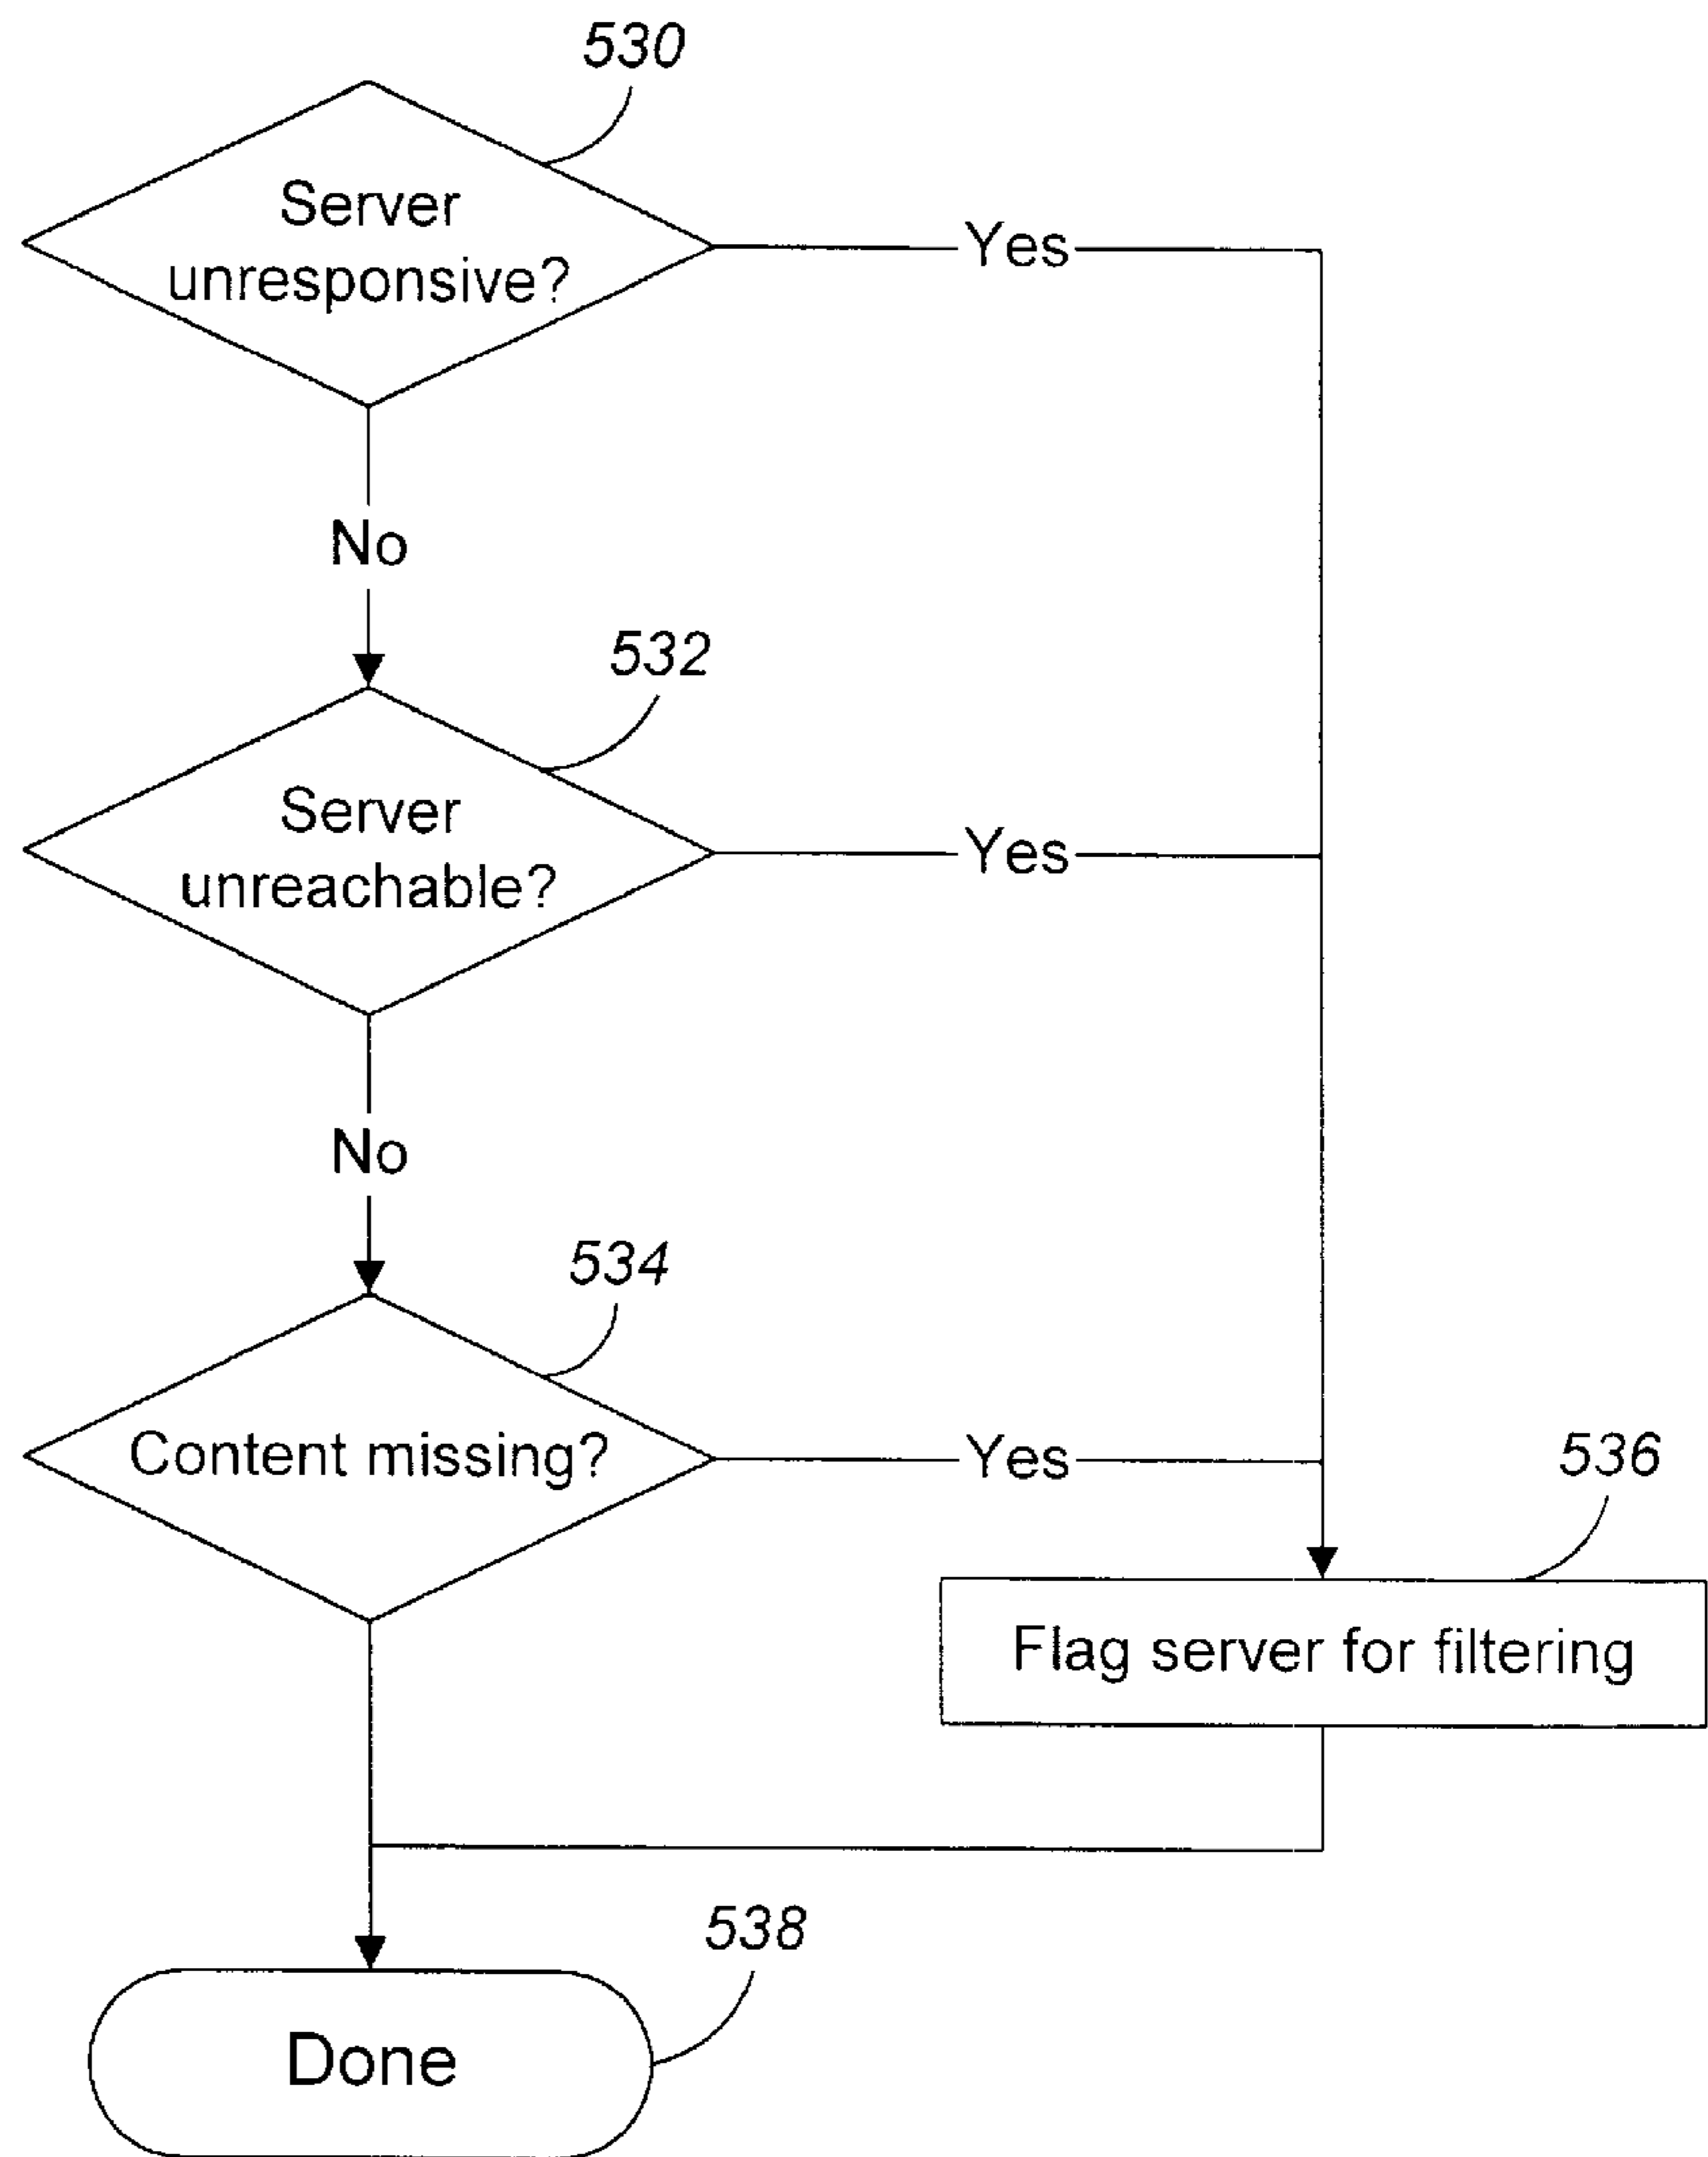 530
Server
unresponsive?
Yes
No
532
Server
unreachable?
Yes
No
534
Content missing?
Yes
536
Flag server for filtering
538
Done